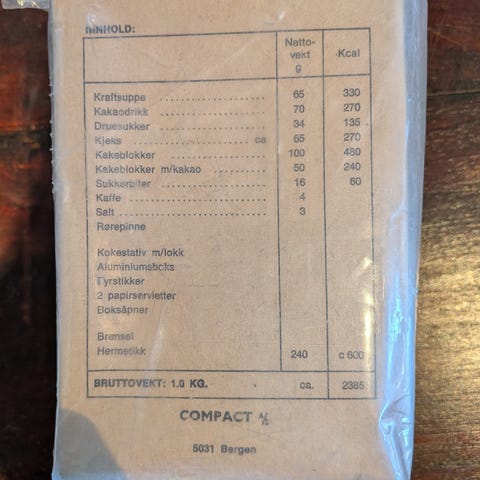 INNHOLD:
Netto-
vekt
g
Kcal
Kraftsuppe .................... 65 330
Kakaodrikk .................... 70 270
Druesukker .................... 34 135
Kjeks .................... ca 65 270
Kakeblokker .................... 100 480
Kakeblokker m/kakao ............ 50 240
Sukkerbiter .................... 16 60
Kaffe .................... 4
Salt .................... 3
Rørepinne
Kokestativ m/lokk
Aluminiumsboks
Fyrstikker
2 papirservietter
Boksåpner
Brensel
Hermetikk 240 c 600
BRUTTOVEKT: 1.0 KG. ca. 2385
COMPACT A/S
5031 Bergen